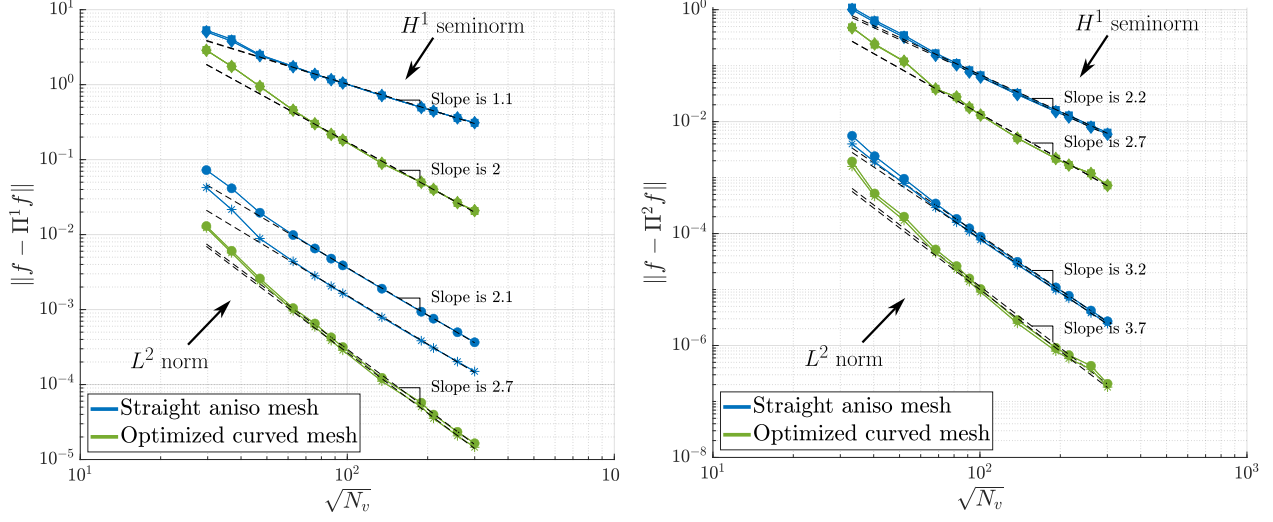 10^1
10^0
10^{-1}
10^{-2}
10^{-3}
10^{-4}
10^{-5}
‖f − Π^1 f‖
H^1 seminorm
Slope is 1.1
Slope is 2
Slope is 2.1
Slope is 2.7
L^2 norm
Straight aniso mesh
Optimized curved mesh
10^1
10^2
10
√N_v
10^0
10^{-2}
10^{-4}
10^{-6}
10^{-8}
‖f − Π^2 f‖
H^1 seminorm
Slope is 2.2
Slope is 2.7
Slope is 3.2
Slope is 3.7
L^2 norm
Straight aniso mesh
Optimized curved mesh
10^1
10^2
10^3
√N_v